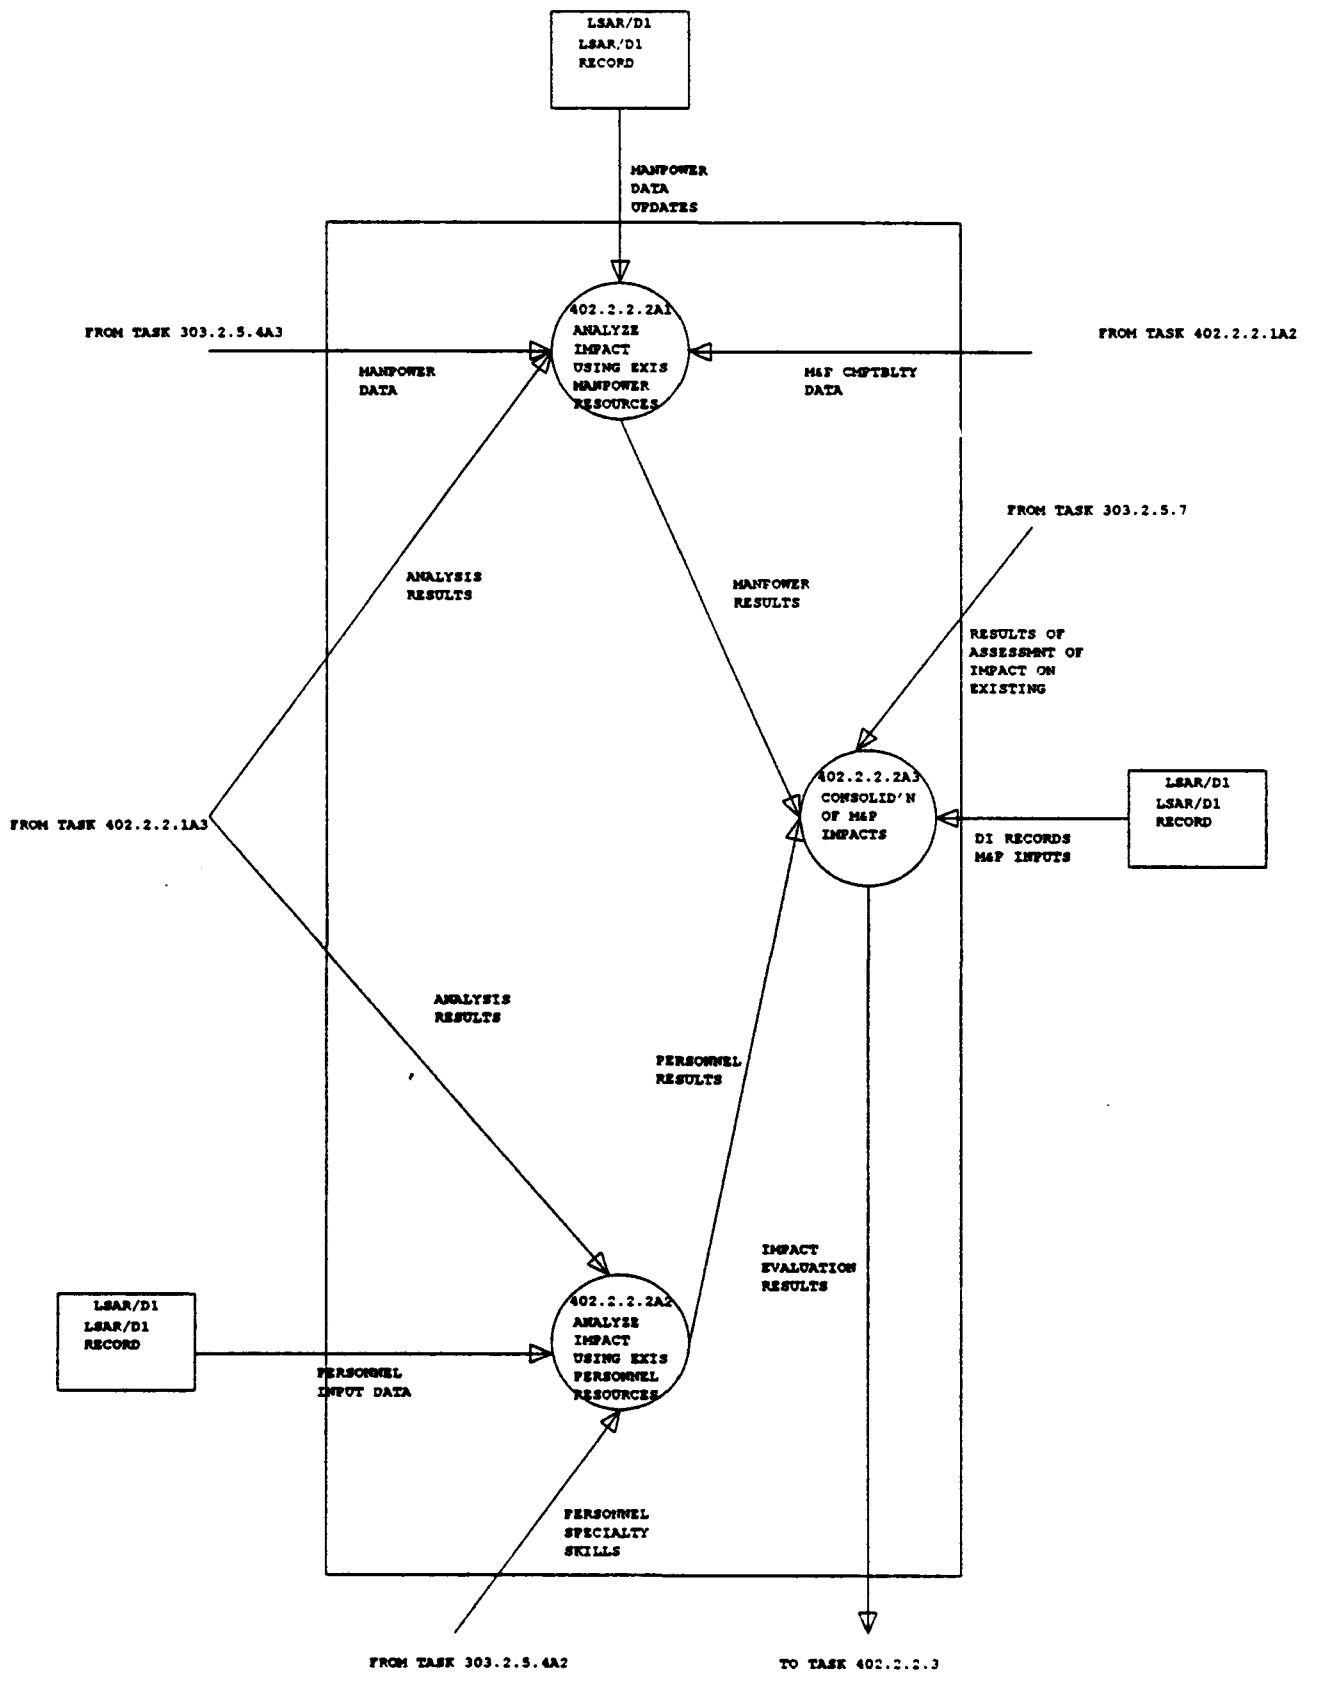 LSAR/D1
LSAR/D1
RECORD
MANPOWER
DATA
UPDATES
402.2.2.2A1
ANALYZE
IMPACT
USING EXIS
MANPOWER
RESOURCES
FROM TASK 303.2.5.4A3
MANPOWER
DATA
FROM TASK 402.2.2.1A2
M&P CMPTBLTY
DATA
FROM TASK 303.2.5.7
ANALYSIS
RESULTS
MANPOWER
RESULTS
RESULTS OF
ASSESSMNT OF
IMPACT ON
EXISTING
FROM TASK 402.2.2.1A3
402.2.2.2A3
CONSOLID'N
OF M&P
IMPACTS
LSAR/D1
LSAR/D1
RECORD
DI RECORDS
M&P INPUTS
ANALYSIS
RESULTS
PERSONNEL
RESULTS
IMPACT
EVALUATION
RESULTS
LSAR/D1
LSAR/D1
RECORD
PERSONNEL
INPUT DATA
402.2.2.2A2
ANALYZE
IMPACT
USING EXIS
PERSONNEL
RESOURCES
PERSONNEL
SPECIALTY
SKILLS
FROM TASK 303.2.5.4A2
TO TASK 402.2.2.3